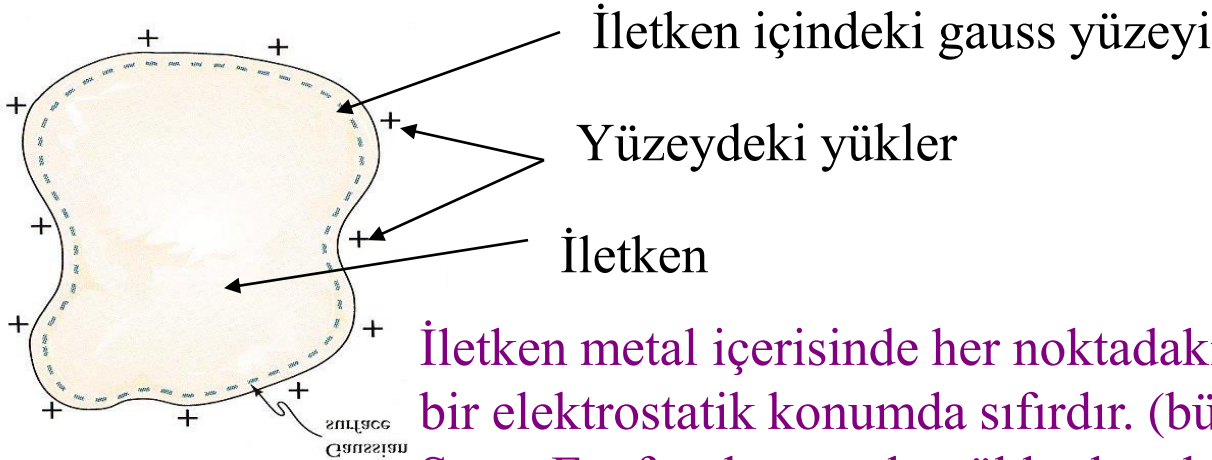 İletken içindeki gauss yüzeyi
Yüzeydeki yükler
İletken
İletken metal içerisinde her noktadaki
bir elektrostatik konumda sıfırdır. (bü
Gaussian
surface